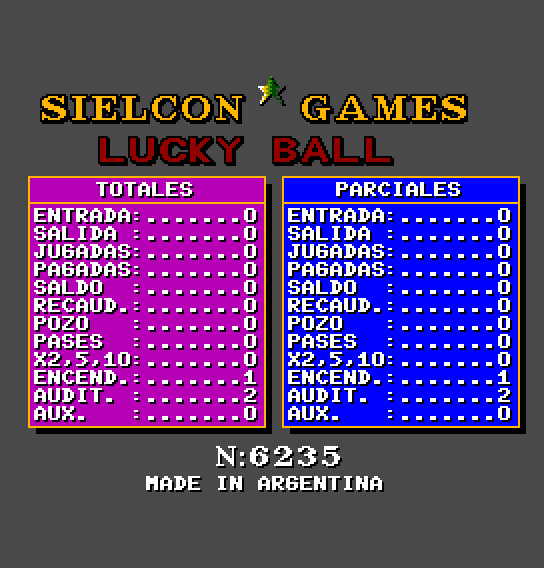 SIELCON GAMES
LUCKY BALL
TOTALES
ENTRADA:.......0
SALIDA :.......0
JUGADAS:.......0
PAGADAS:.......0
SALDO :.......0
RECAUD.:.......0
POZO :.......0
PASES :.......0
X2,5,10:.......0
ENCEND.:.......1
AUDIT. :.......2
AUX. :.......0
PARCIALES
ENTRADA:.......0
SALIDA :.......0
JUGADAS:.......0
PAGADAS:.......0
SALDO :.......0
RECAUD.:.......0
POZO :.......0
PASES :.......0
X2,5,10:.......0
ENCEND.:.......1
AUDIT. :.......2
AUX. :.......0
N:6235
MADE IN ARGENTINA